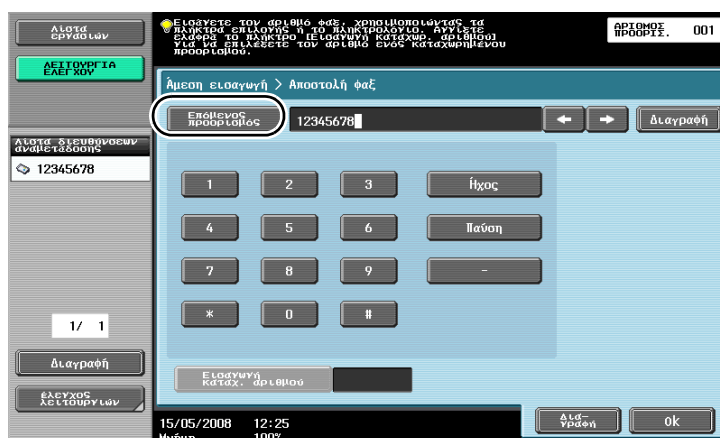 Λίστα
εργασιών
ΛΕΙΤΟΥΡΓΙΑ
ΕΛΕΓΧΟΥ
Εισάγετε τον αριθμό φαξ, χρησιμοποιώντας τα
πλήκτρα επιλογής ή το πληκτρολόγιο. Αγγίξτε
ελαφρά το πλήκτρο [Εισαγωγή καταχωρ. αριθμού]
για να επιλέξετε τον αριθμό ενός καταχωρημένου
προορισμού.
ΑΡΙΘΜΟΣ
ΠΡΟΟΡΙΣ.
001
Άμεση εισαγωγή > Αποστολή φαξ
Επόμενος
προορισμός
12345678
← →
Διαγραφή
Λίστα διευθύνσεων
αναμετάδοσης
12345678
1 2 3 Ήχος
4 5 6 Παύση
7 8 9 -
* 0 #
1/ 1
Διαγραφή
Εισαγωγή
καταχ. αριθμού
έλεγχος
λειτουργιών
15/05/2008 12:25
Μνήμη 100%
Δια-
γραφή
Ok